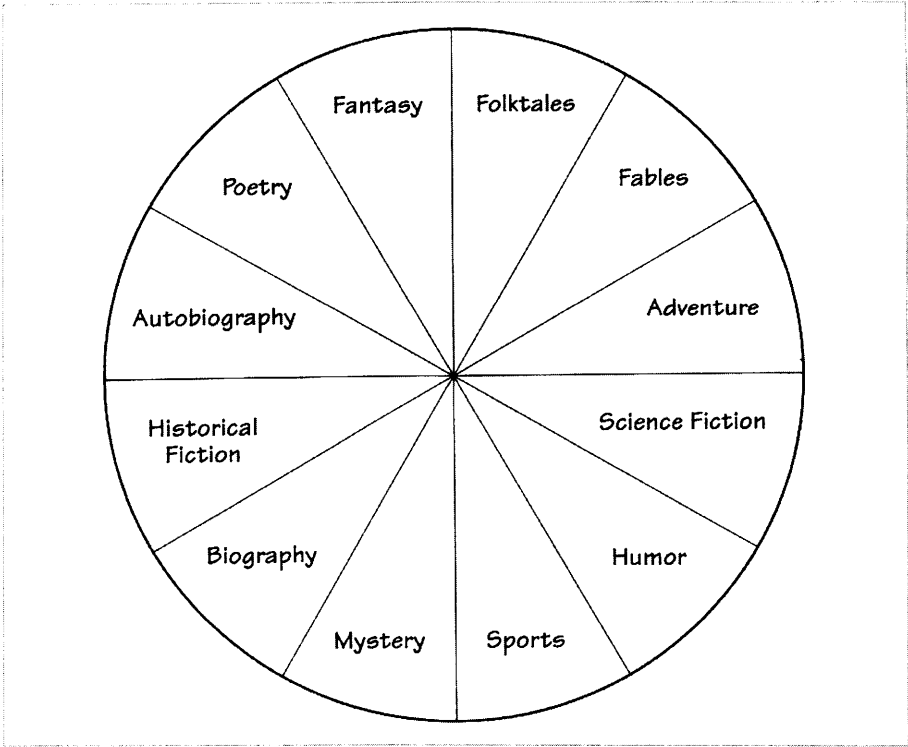 Fantasy
Folktales
Fables
Adventure
Science Fiction
Humor
Sports
Mystery
Biography
Historical
Fiction
Autobiography
Poetry